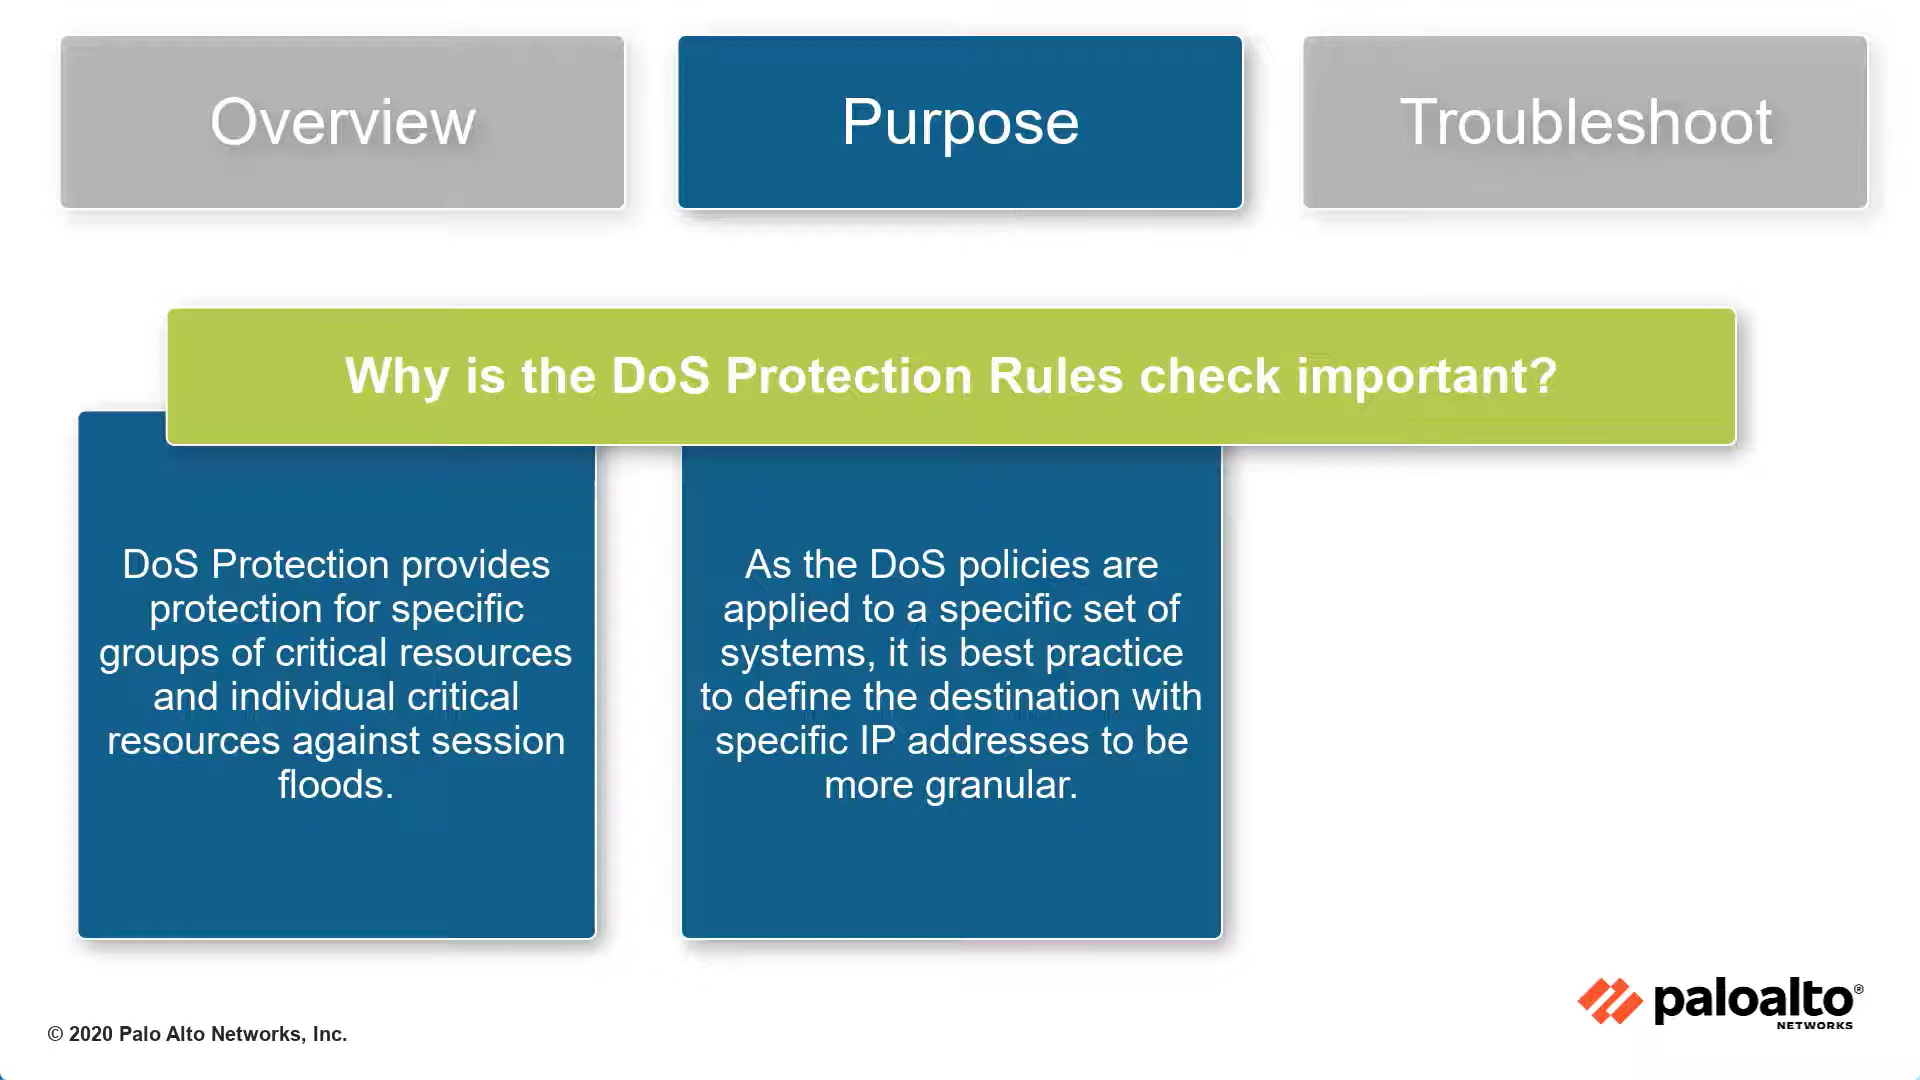 Overview
Purpose
Troubleshoot
Why is the DoS Protection Rules check important?
DoS Protection provides
protection for specific
groups of critical resources
and individual critical
resources against session
floods.
As the DoS policies are
applied to a specific set of
systems, it is best practice
to define the destination with
specific IP addresses to be
more granular.
© 2020 Palo Alto Networks, Inc.
paloalto®
NETWORKS